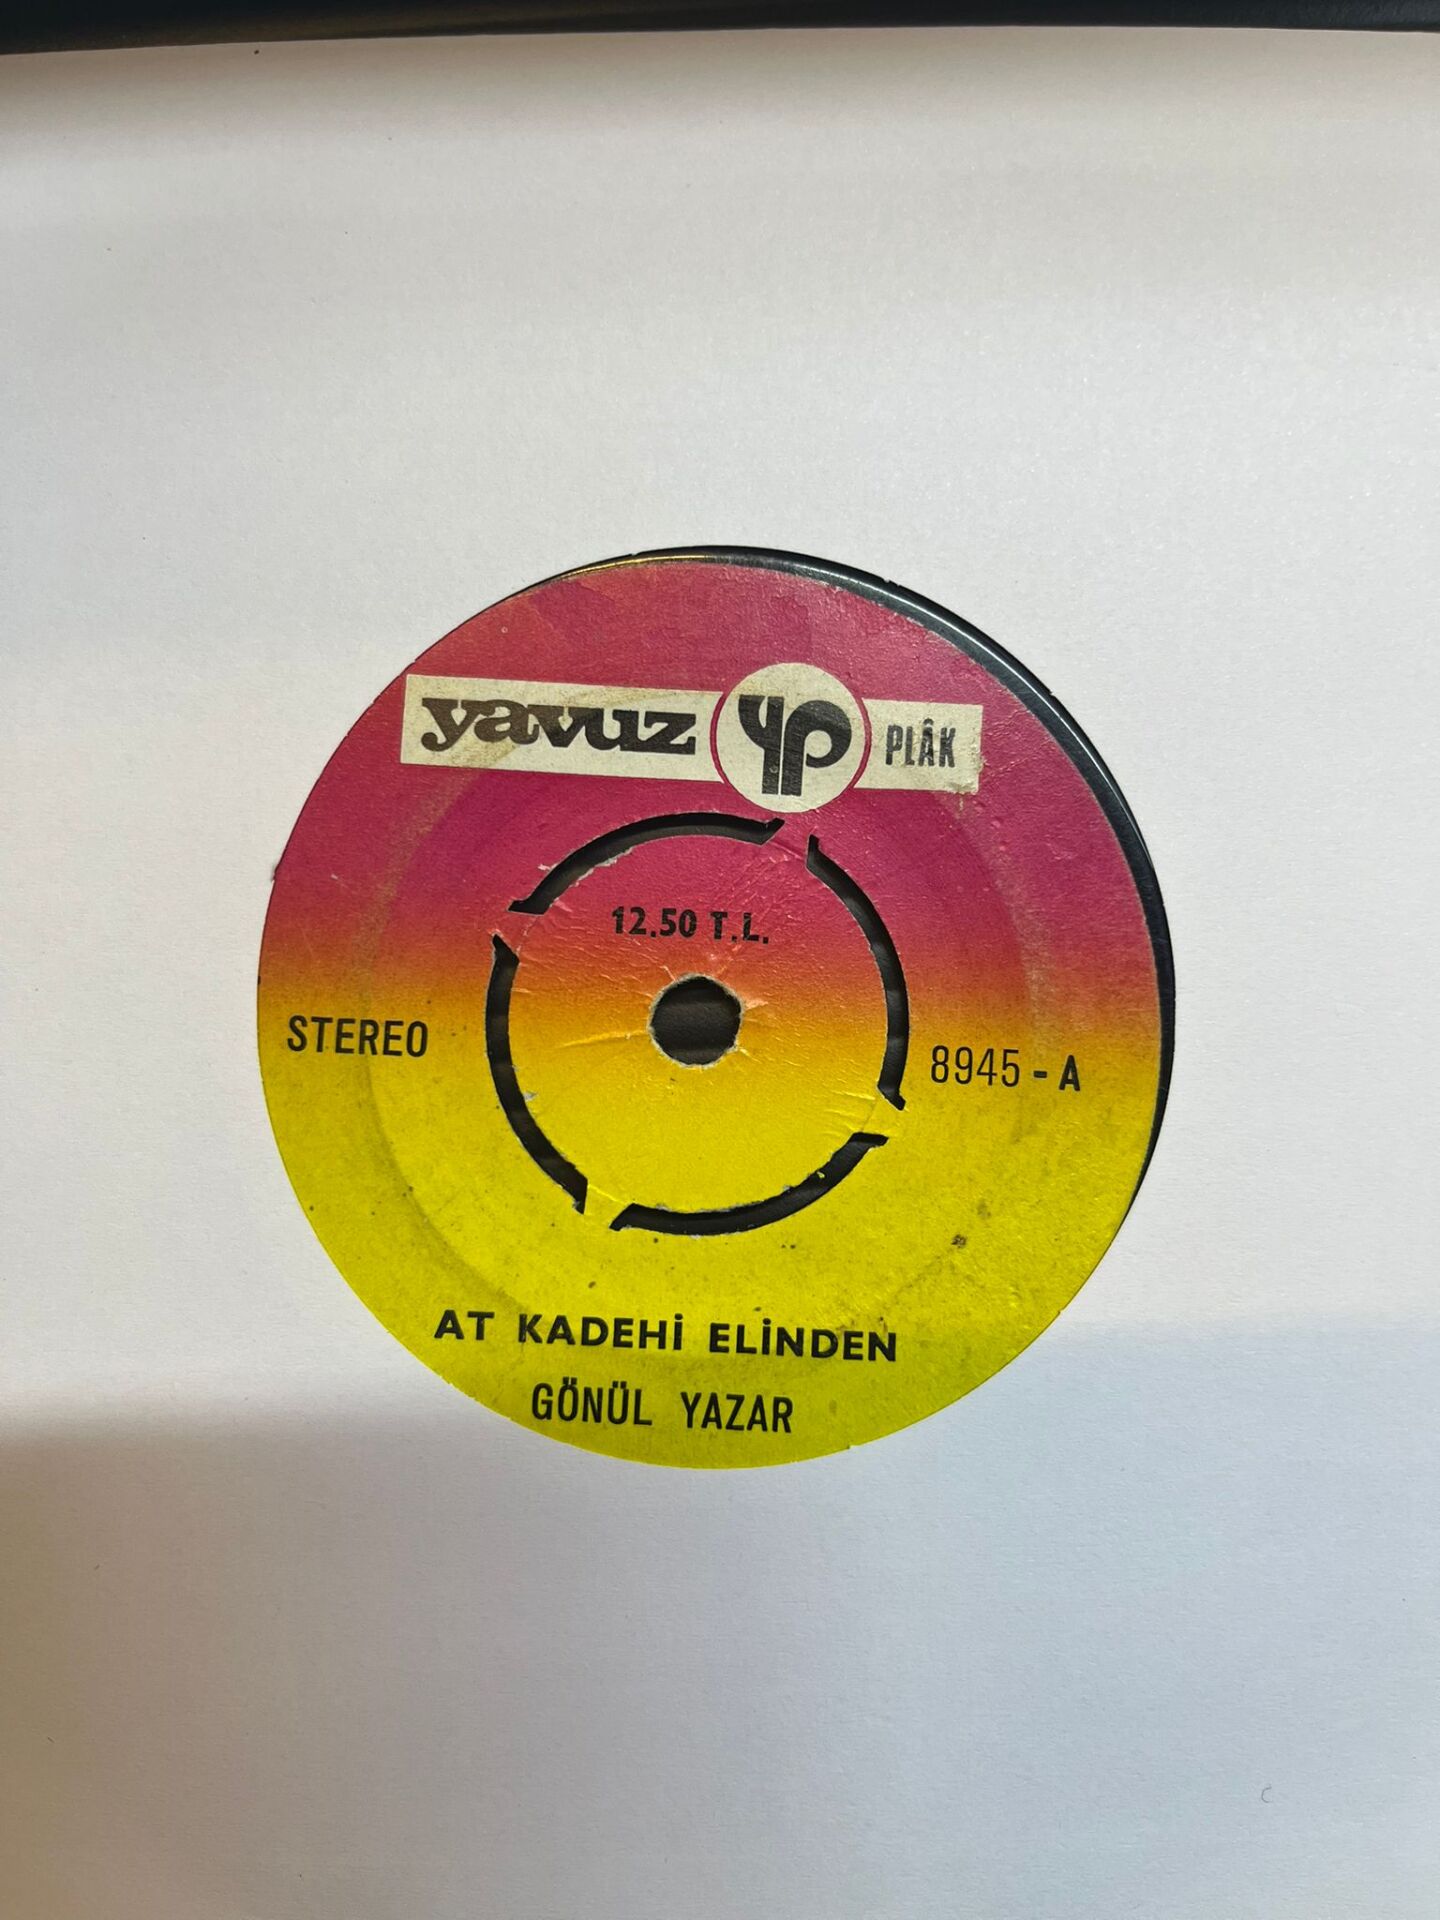 yavuz yp PLÂK
12.50 T.L.
STEREO
8945 - A
AT KADEHİ ELİNDEN
GÖNÜL YAZAR